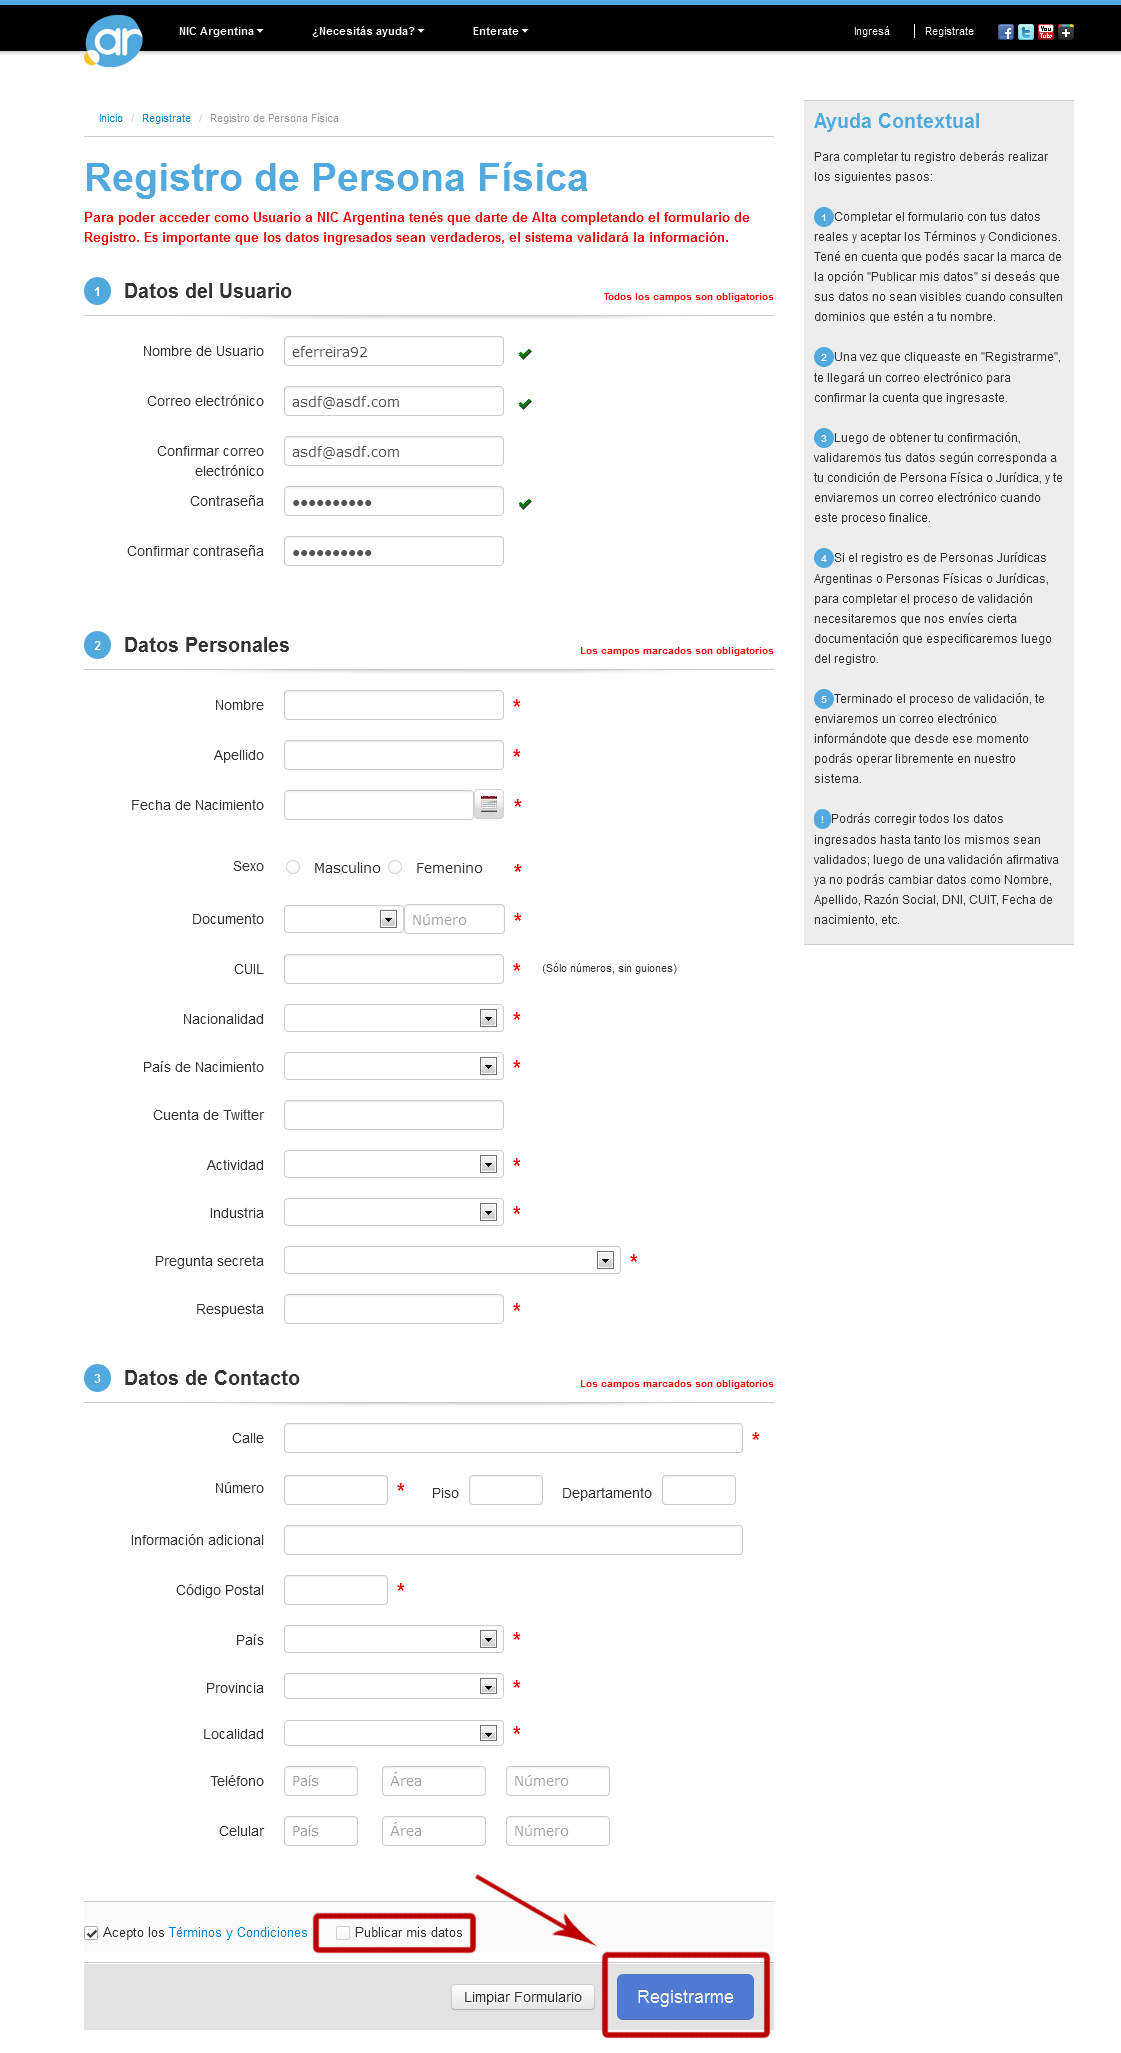 .ar
NIC Argentina
¿Necesitás ayuda?
Enterate
Ingresá
Registrate
You
Tube
Inicio / Registrate / Registro de Persona Física
Registro de Persona Física
Para poder acceder como Usuario a NIC Argentina tenés que darte de Alta completando el formulario de
Registro. Es importante que los datos ingresados sean verdaderos, el sistema validará la información.
1 Datos del Usuario
Todos los campos son obligatorios
Nombre de Usuario eferreira92
Correo electrónico asdf@asdf.com
Confirmar correo
electrónico
asdf@asdf.com
Contraseña ••••••••••
Confirmar contraseña ••••••••••
2 Datos Personales
Los campos marcados son obligatorios
Nombre *
Apellido *
Fecha de Nacimiento *
Sexo Masculino Femenino *
Documento Número *
CUIL * (Sólo números, sin guiones)
Nacionalidad *
País de Nacimiento *
Cuenta de Twitter
Actividad *
Industria *
Pregunta secreta *
Respuesta *
3 Datos de Contacto
Los campos marcados son obligatorios
Calle *
Número * Piso Departamento
Información adicional
Código Postal *
País *
Provincia *
Localidad *
Teléfono País Área Número
Celular País Área Número
Acepto los Términos y Condiciones Publicar mis datos
Limpiar Formulario Registrarme
Ayuda Contextual
Para completar tu registro deberás realizar
los siguientes pasos:
1 Completar el formulario con tus datos
reales y aceptar los Términos y Condiciones.
Tené en cuenta que podés sacar la marca de
la opción "Publicar mis datos" si deseás que
sus datos no sean visibles cuando consulten
dominios que estén a tu nombre.
2 Una vez que cliqueaste en "Registrarme",
te llegará un correo electrónico para
confirmar la cuenta que ingresaste.
3 Luego de obtener tu confirmación,
validaremos tus datos según corresponda a
tu condición de Persona Física o Jurídica, y te
enviaremos un correo electrónico cuando
este proceso finalice.
4 Si el registro es de Personas Jurídicas
Argentinas o Personas Físicas o Jurídicas,
para completar el proceso de validación
necesitaremos que nos envíes cierta
documentación que especificaremos luego
del registro.
5 Terminado el proceso de validación, te
enviaremos un correo electrónico
informándote que desde ese momento
podrás operar libremente en nuestro
sistema.
! Podrás corregir todos los datos
ingresados hasta tanto los mismos sean
validados; luego de una validación afirmativa
ya no podrás cambiar datos como Nombre,
Apellido, Razón Social, DNI, CUIT, Fecha de
nacimiento, etc.